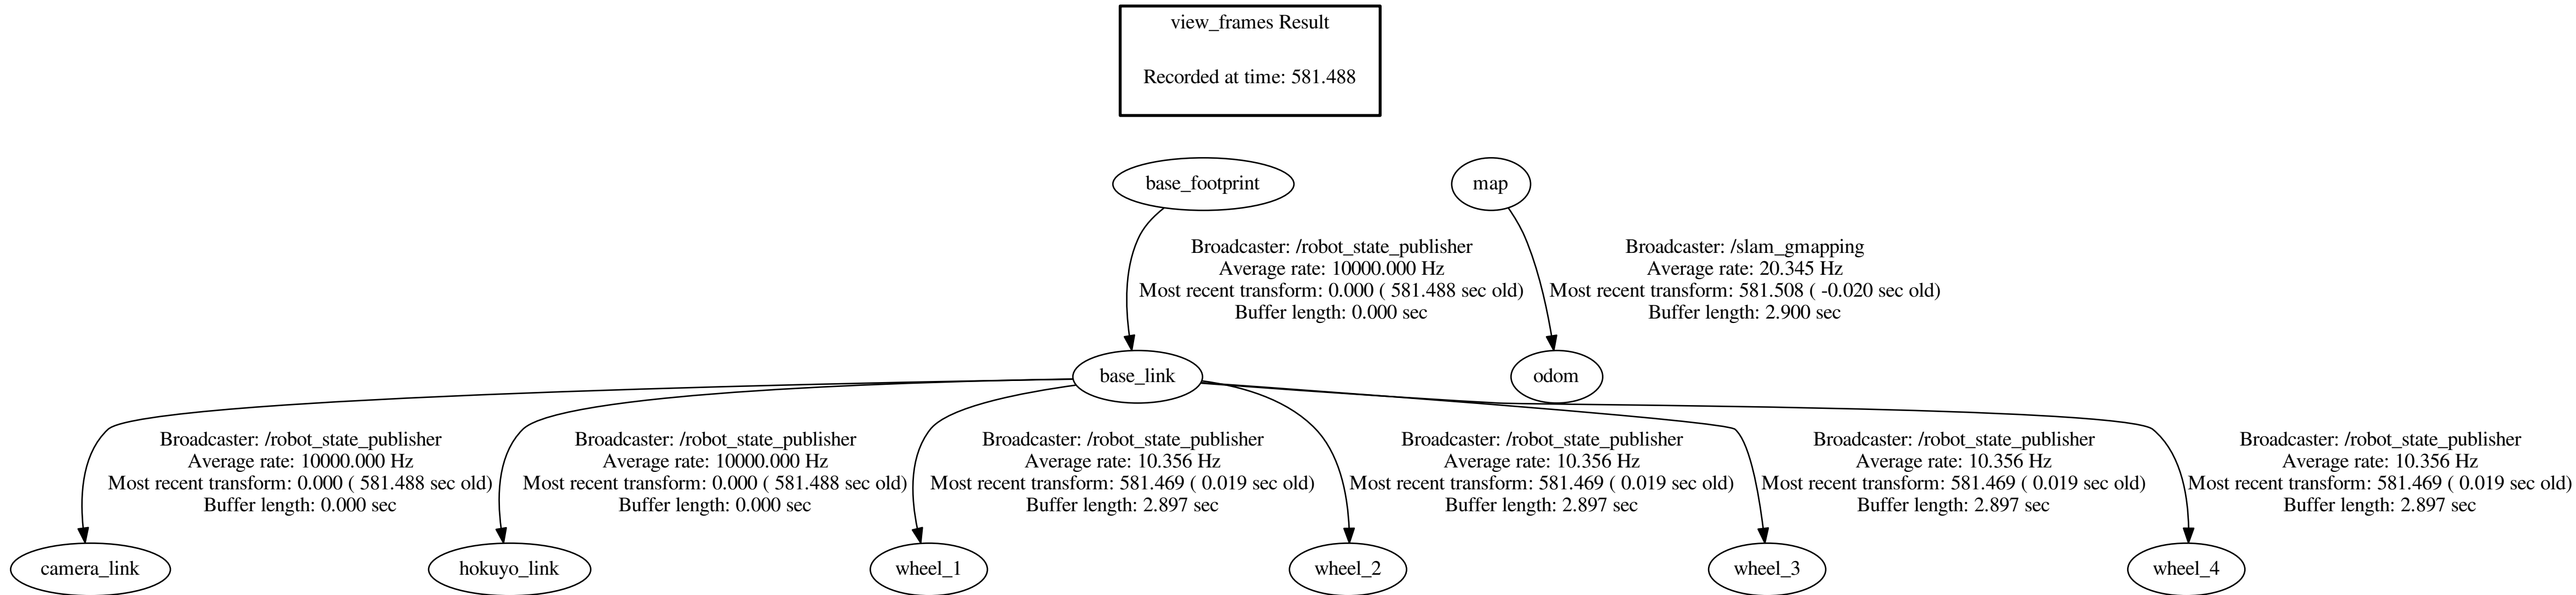 view_frames Result
Recorded at time: 581.488
base_footprint
map
Broadcaster: /robot_state_publisher
Average rate: 10000.000 Hz
Most recent transform: 0.000 ( 581.488 sec old)
Buffer length: 0.000 sec
Broadcaster: /slam_gmapping
Average rate: 20.345 Hz
Most recent transform: 581.508 ( -0.020 sec old)
Buffer length: 2.900 sec
base_link
odom
Broadcaster: /robot_state_publisher
Average rate: 10000.000 Hz
Most recent transform: 0.000 ( 581.488 sec old)
Buffer length: 0.000 sec
Broadcaster: /robot_state_publisher
Average rate: 10000.000 Hz
Most recent transform: 0.000 ( 581.488 sec old)
Buffer length: 0.000 sec
Broadcaster: /robot_state_publisher
Average rate: 10.356 Hz
Most recent transform: 581.469 ( 0.019 sec old)
Buffer length: 2.897 sec
Broadcaster: /robot_state_publisher
Average rate: 10.356 Hz
Most recent transform: 581.469 ( 0.019 sec old)
Buffer length: 2.897 sec
Broadcaster: /robot_state_publisher
Average rate: 10.356 Hz
Most recent transform: 581.469 ( 0.019 sec old)
Buffer length: 2.897 sec
Broadcaster: /robot_state_publisher
Average rate: 10.356 Hz
Most recent transform: 581.469 ( 0.019 sec old)
Buffer length: 2.897 sec
camera_link
hokuyo_link
wheel_1
wheel_2
wheel_3
wheel_4